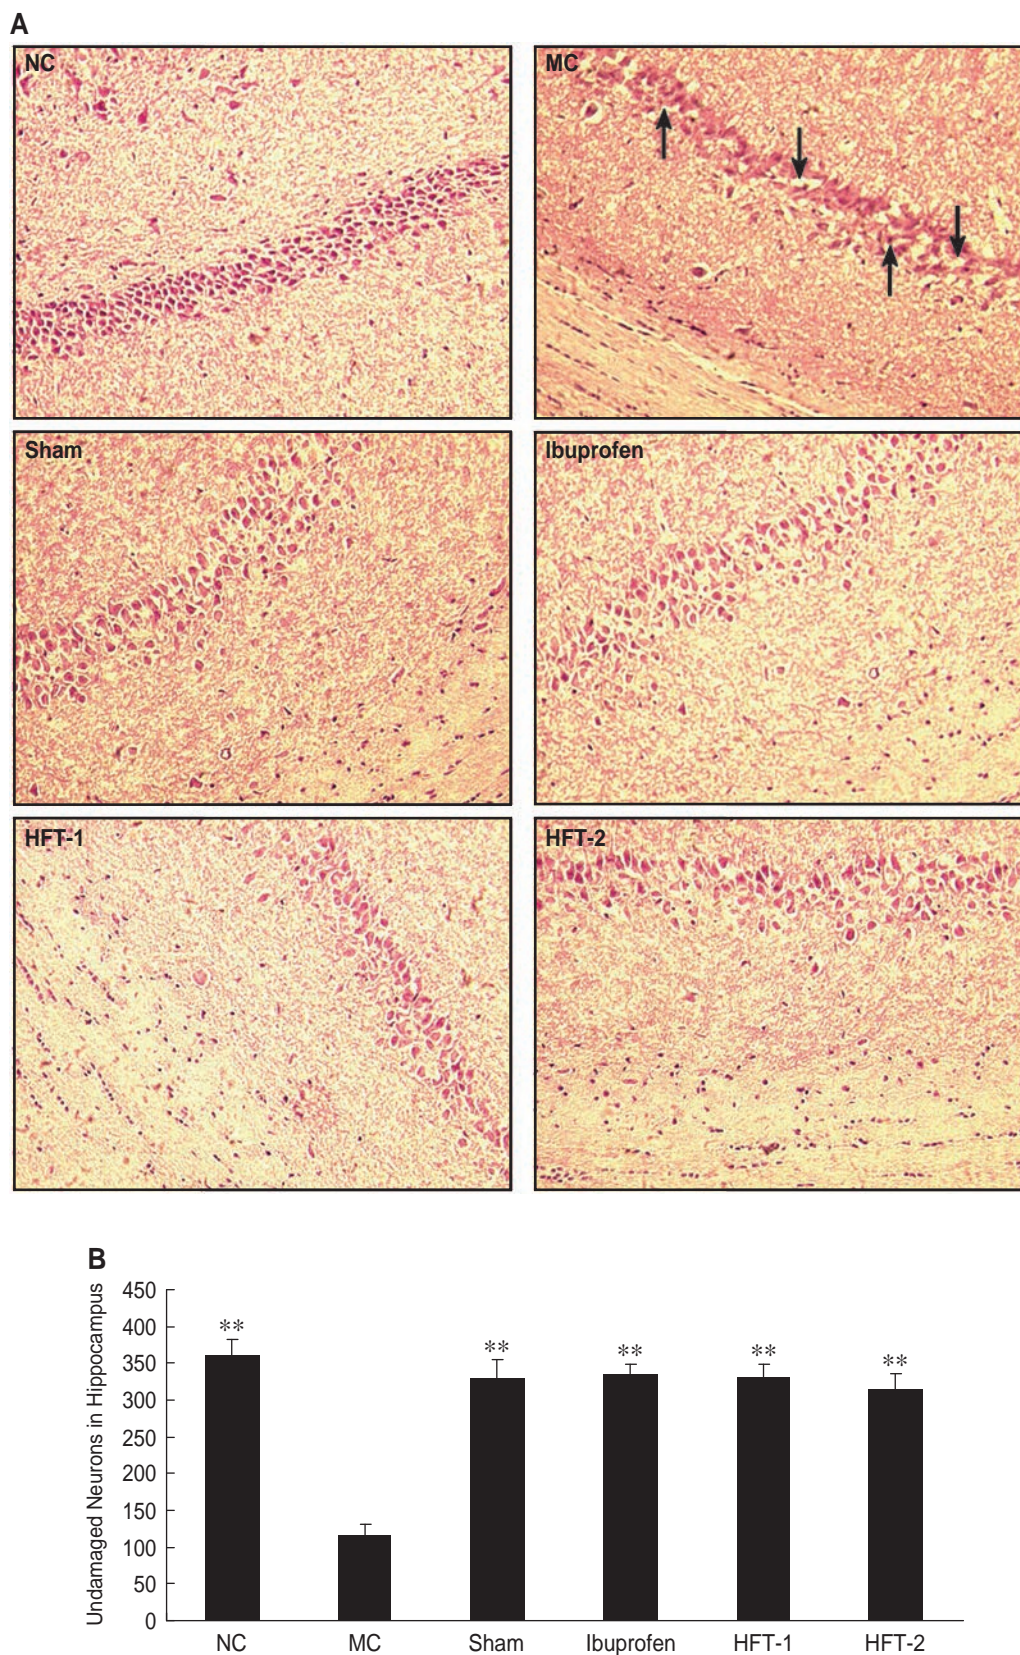 A
NC
MC
Sham
Ibuprofen
HFT-1
HFT-2
B
Undamaged Neurons in Hippocampus
450
400
350
300
250
200
150
100
50
0
**
**
**
**
**
NC MC Sham Ibuprofen HFT-1 HFT-2